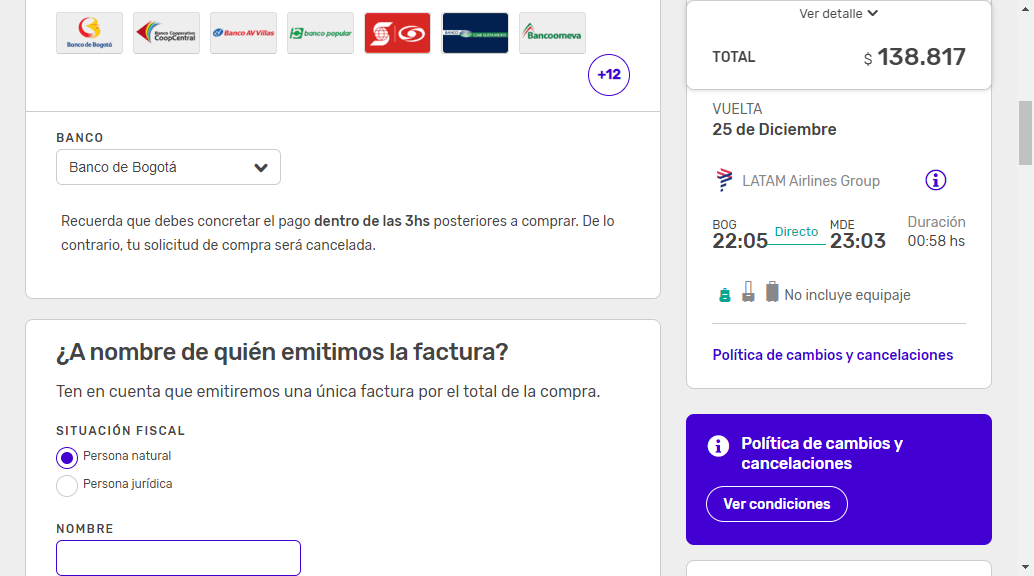 Banco de Bogotá
Banco Cooperativo
CoopCentral
Banco AV Villas
banco popular
BANCO
Bancoomeva
+12
BANCO
Banco de Bogotá
Recuerda que debes concretar el pago dentro de las 3hs posteriores a comprar. De lo
contrario, tu solicitud de compra será cancelada.
¿A nombre de quién emitimos la factura?
Ten en cuenta que emitiremos una única factura por el total de la compra.
SITUACIÓN FISCAL
Persona natural
Persona jurídica
NOMBRE
Ver detalle
TOTAL
$ 138.817
VUELTA
25 de Diciembre
LATAM Airlines Group
BOG
22:05
Directo
MDE
23:03
Duración
00:58 hs
No incluye equipaje
Política de cambios y cancelaciones
Política de cambios y
cancelaciones
Ver condiciones